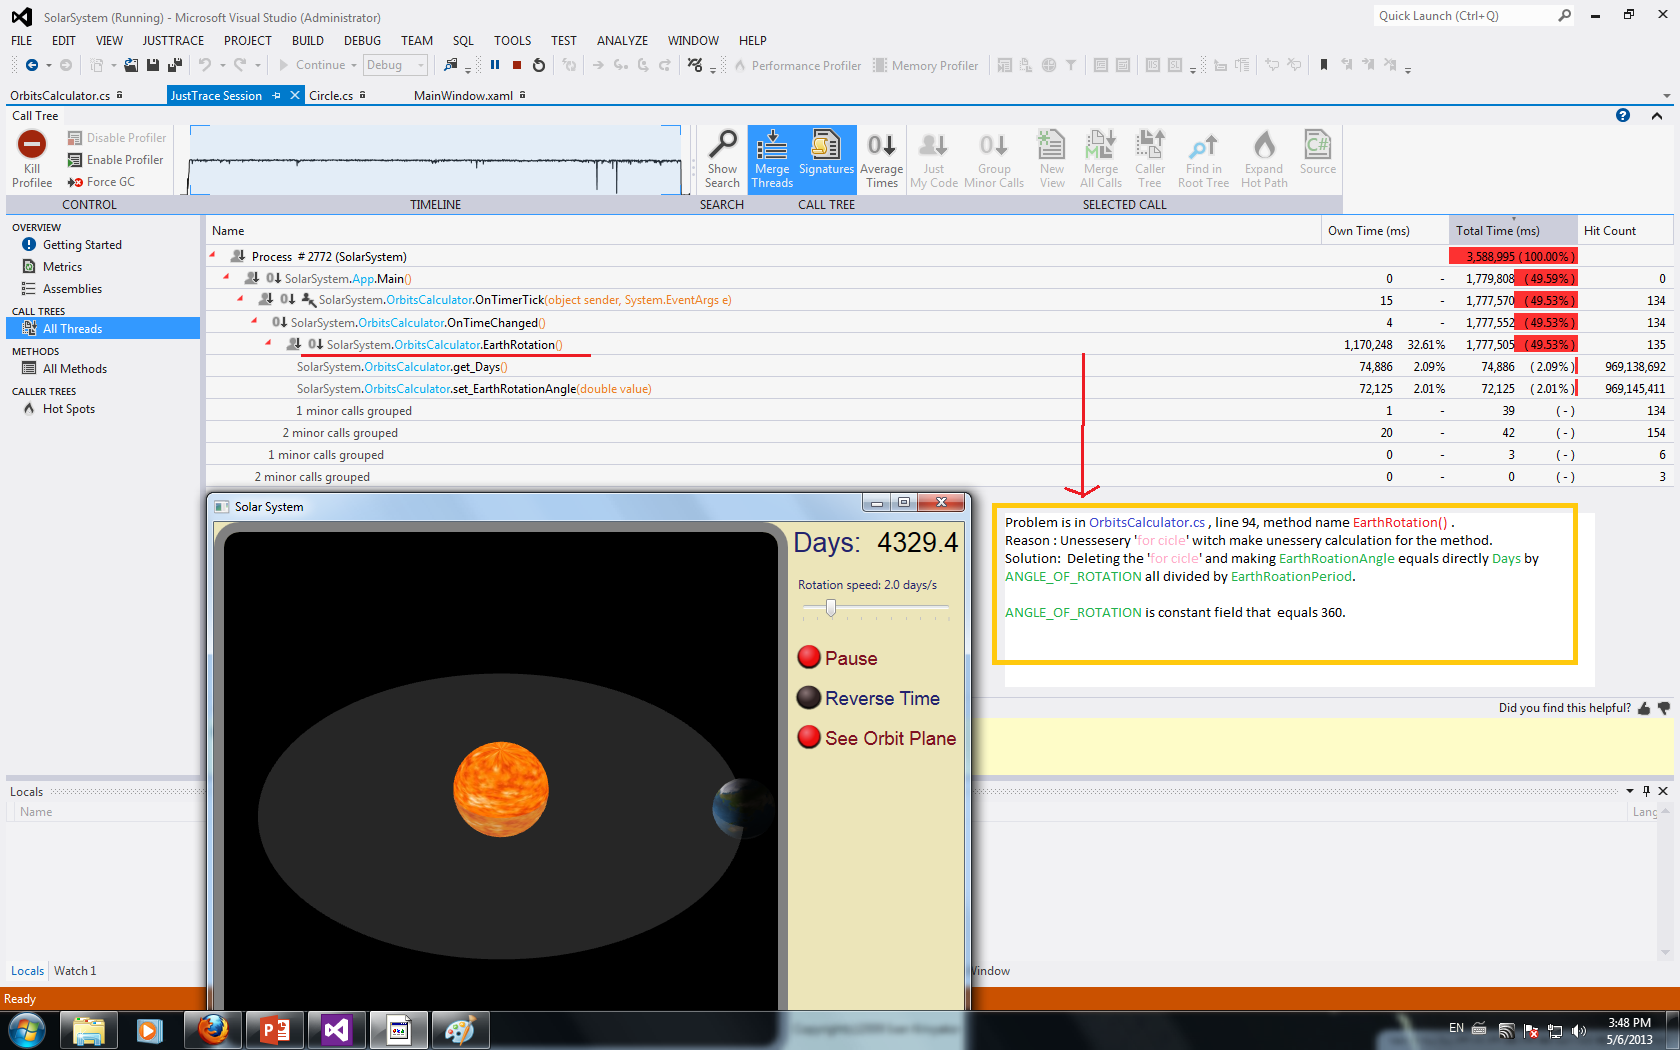 SolarSystem (Running) - Microsoft Visual Studio (Administrator)
Quick Launch (Ctrl+Q)
FILE EDIT VIEW JUSTTRACE PROJECT BUILD DEBUG TEAM SQL TOOLS TEST ANALYZE WINDOW HELP
Continue Debug Performance Profiler Memory Profiler
OrbitsCalculator.cs JustTrace Session Circle.cs MainWindow.xaml
Call Tree
Kill Profilee
Disable Profiler
Enable Profiler
Force GC
Show Search
Merge Threads
Signatures
Average Times
Just My Code
Group Minor Calls
New View
Merge All Calls
Caller Tree
Find in Root Tree
Expand Hot Path
Source
CONTROL TIMELINE SEARCH CALL TREE SELECTED CALL
OVERVIEW
Getting Started
Metrics
Assemblies
CALL TREES
All Threads
METHODS
All Methods
CALLER TREES
Hot Spots
Name Own Time (ms) Total Time (ms) Hit Count
Process # 2772 (SolarSystem) 3,588,995 (100.00%)
SolarSystem.App.Main() 0 - 1,779,808 (49.59%) 0
SolarSystem.OrbitsCalculator.OnTimerTick(object sender, System.EventArgs e) 15 - 1,777,570 (49.53%) 134
SolarSystem.OrbitsCalculator.OnTimeChanged() 4 - 1,777,552 (49.53%) 134
SolarSystem.OrbitsCalculator.EarthRotation() 1,170,248 32.61% 1,777,505 (49.53%) 135
SolarSystem.OrbitsCalculator.get_Days() 74,886 2.09% 74,886 (2.09%) 969,138,692
SolarSystem.OrbitsCalculator.set_EarthRotationAngle(double value) 72,125 2.01% 72,125 (2.01%) 969,145,411
1 minor calls grouped 1 - 39 (-) 134
2 minor calls grouped 20 - 42 (-) 154
1 minor calls grouped 0 - 3 (-) 6
2 minor calls grouped 0 - 0 (-) 3
Solar System
Days: 4329.4
Rotation speed: 2.0 days/s
Pause
Reverse Time
See Orbit Plane
Problem is in OrbitsCalculator.cs , line 94, method name EarthRotation() .
Reason : Unessesery 'for cicle' witch make unessery calculation for the method.
Solution: Deleting the 'for cicle' and making EarthRoationAngle equals directly Days by
ANGLE_OF_ROTATION all divided by EarthRoationPeriod.
ANGLE_OF_ROTATION is constant field that equals 360.
Did you find this helpful?
Locals
Name Lang
Locals Watch 1
Window
Ready
EN
3:48 PM
5/6/2013